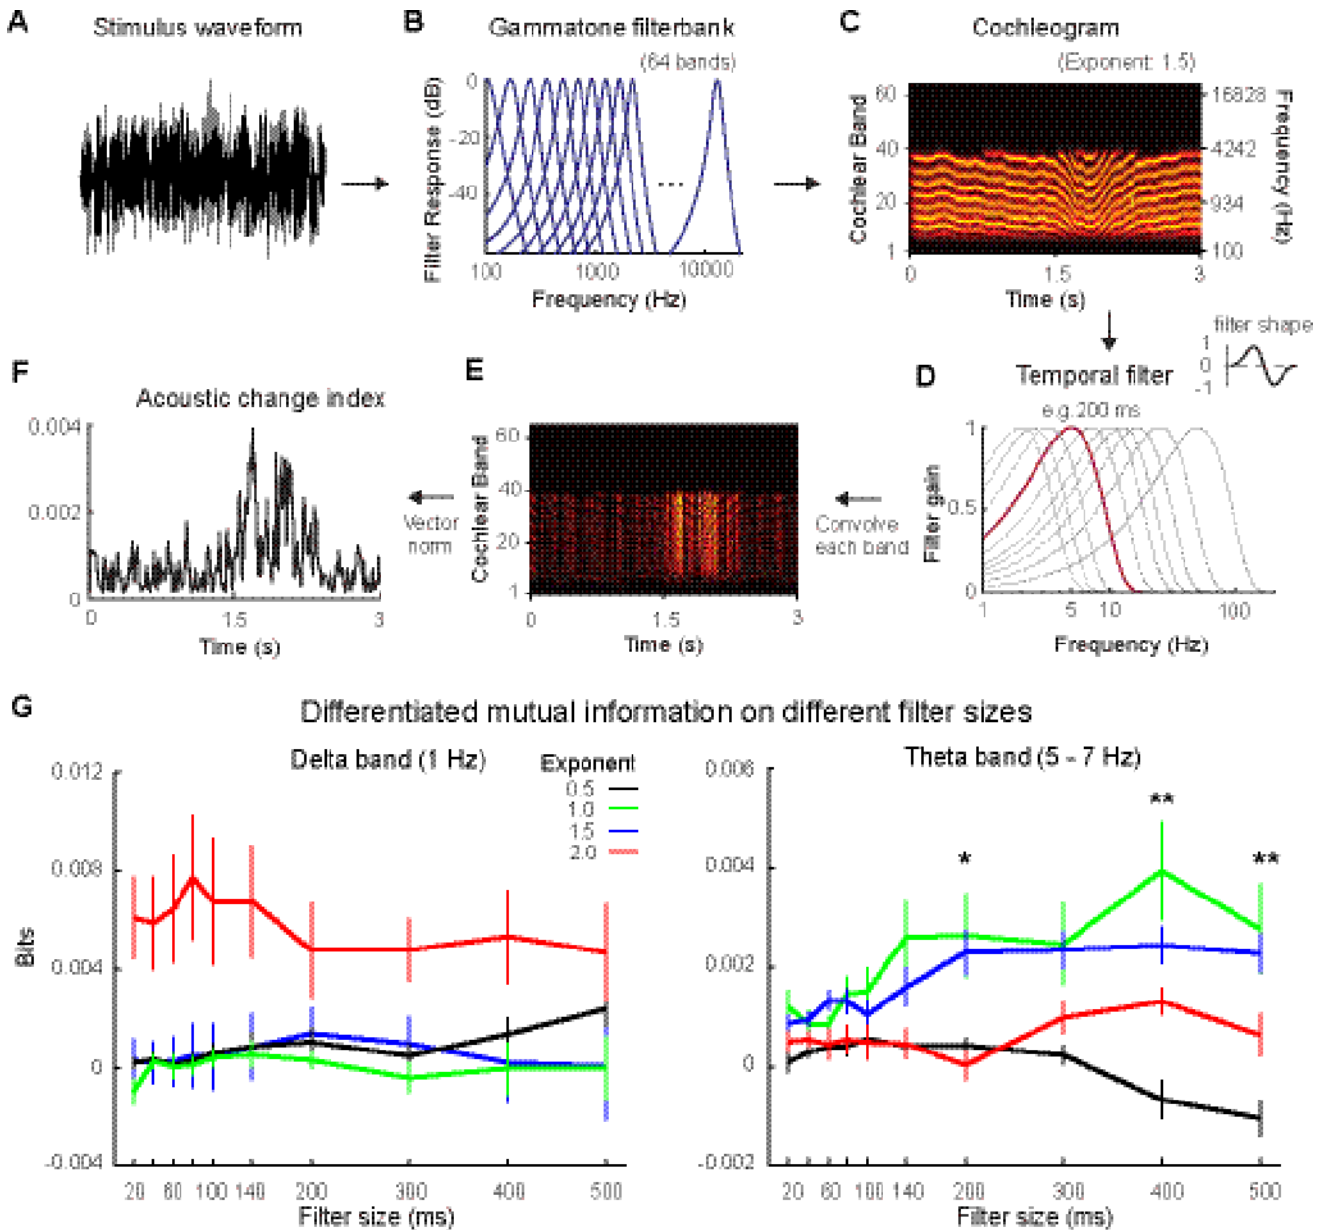 A
Stimulus waveform
B
Gammatone filterbank
(64 bands)
Filter Response (dB)
0
-20
-40
100
1000
10000
Frequency (Hz)
C
Cochleogram
(Exponent: 1.5)
Cochlear Band
60
40
20
1
16828
4242
934
100
Frequency (Hz)
0
1.5
3
Time (s)
filter shape
1
0
-1
D
Temporal filter
e.g.200 ms
Filter gain
1
0.5
0
1
5
10
100
Frequency (Hz)
Convolve
each band
E
Cochlear Band
60
40
20
1
0
1.5
3
Time (s)
Vector
norm
F
Acoustic change index
0.004
0.002
0
0
1.5
3
Time (s)
G
Differentiated mutual information on different filter sizes
Delta band (1 Hz)
Exponent
0.5
1.0
1.5
2.0
Bits
0.012
0.008
0.004
0
-0.004
20 60 100 140 200 300 400 500
Filter size (ms)
Theta band (5 - 7 Hz)
0.006
0.004
0.002
0
-0.002
*
**
**
20 60 100 140 200 300 400 500
Filter size (ms)